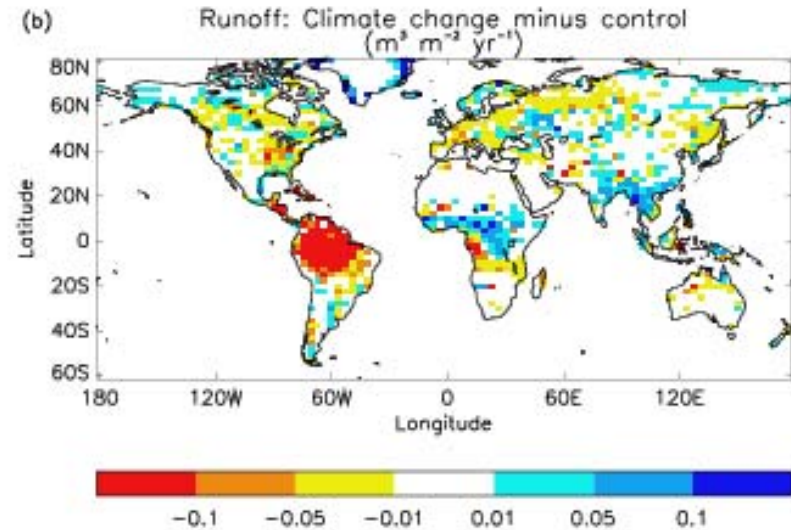 (b)
Runoff: Climate change minus control
(m³ m⁻² yr⁻¹)
80N
60N
40N
20N
0
20S
40S
60S
Latitude
180 120W 60W 0 60E 120E
Longitude
-0.1 -0.05 -0.01 0.01 0.05 0.1